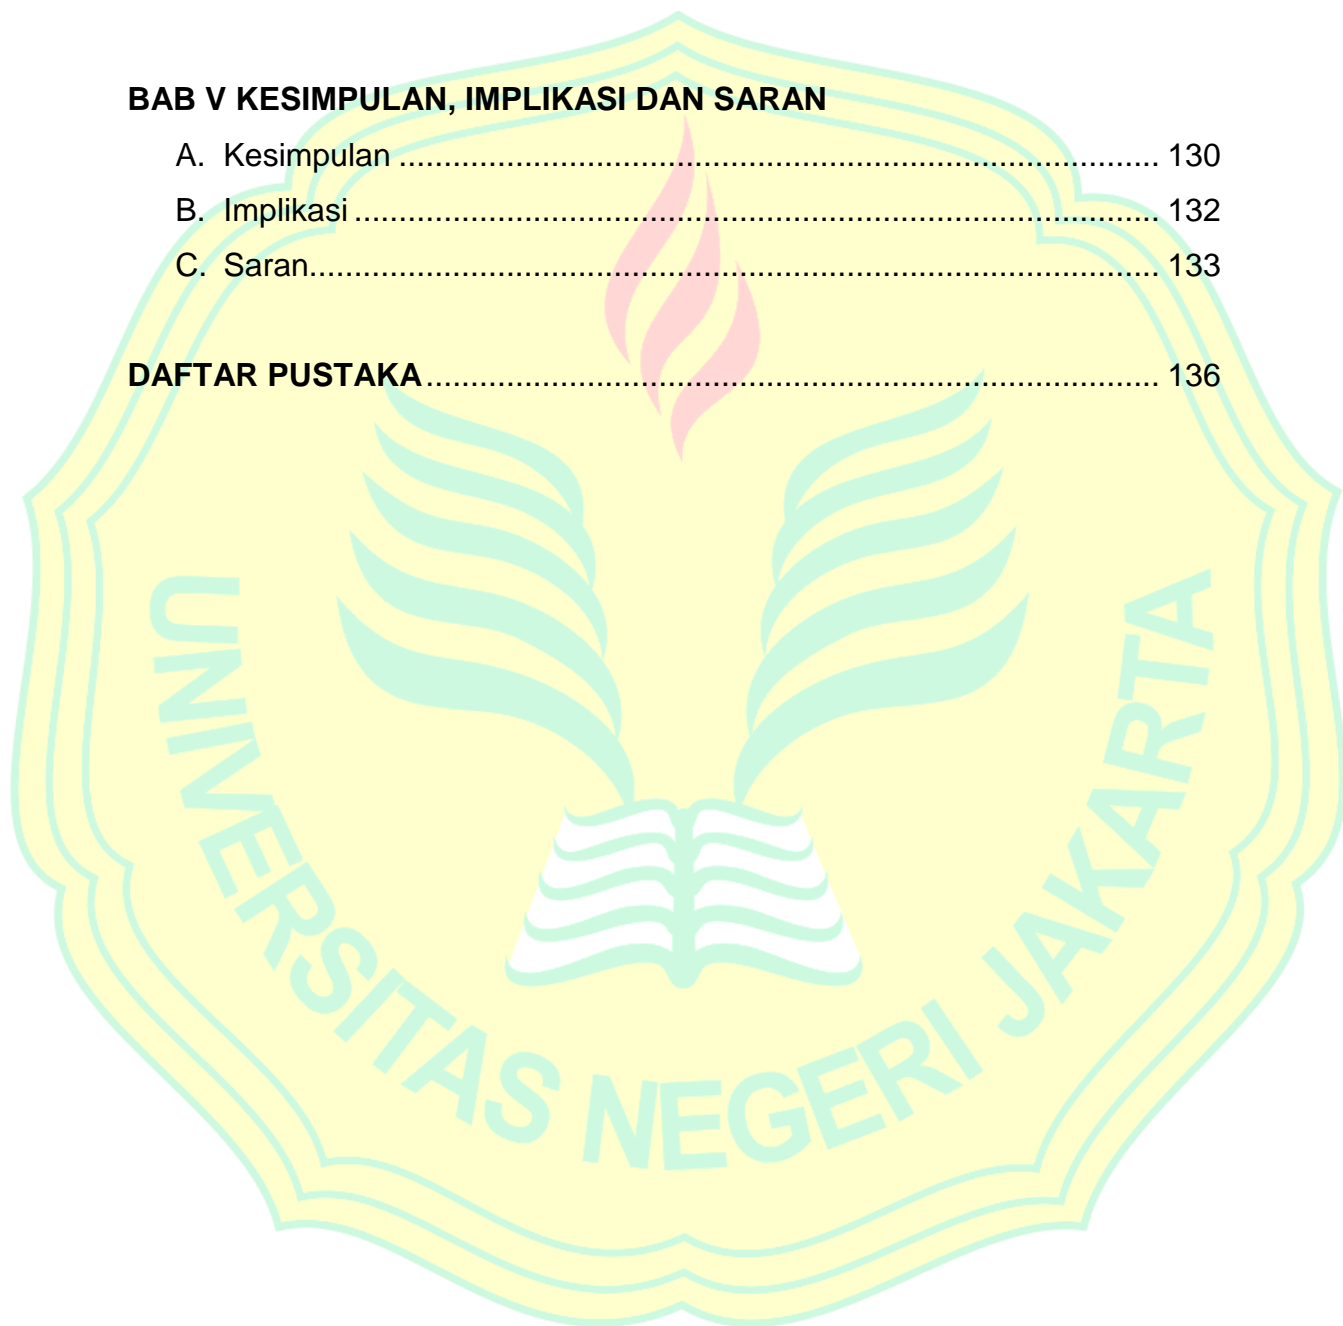 BAB V KESIMPULAN, IMPLIKASI DAN SARAN
A. Kesimpulan ..................................................................................... 130
B. Implikasi .......................................................................................... 132
C. Saran............................................................................................... 133
DAFTAR PUSTAKA.................................................................................. 136
UNIVERSITAS NEGERI JAKARTA